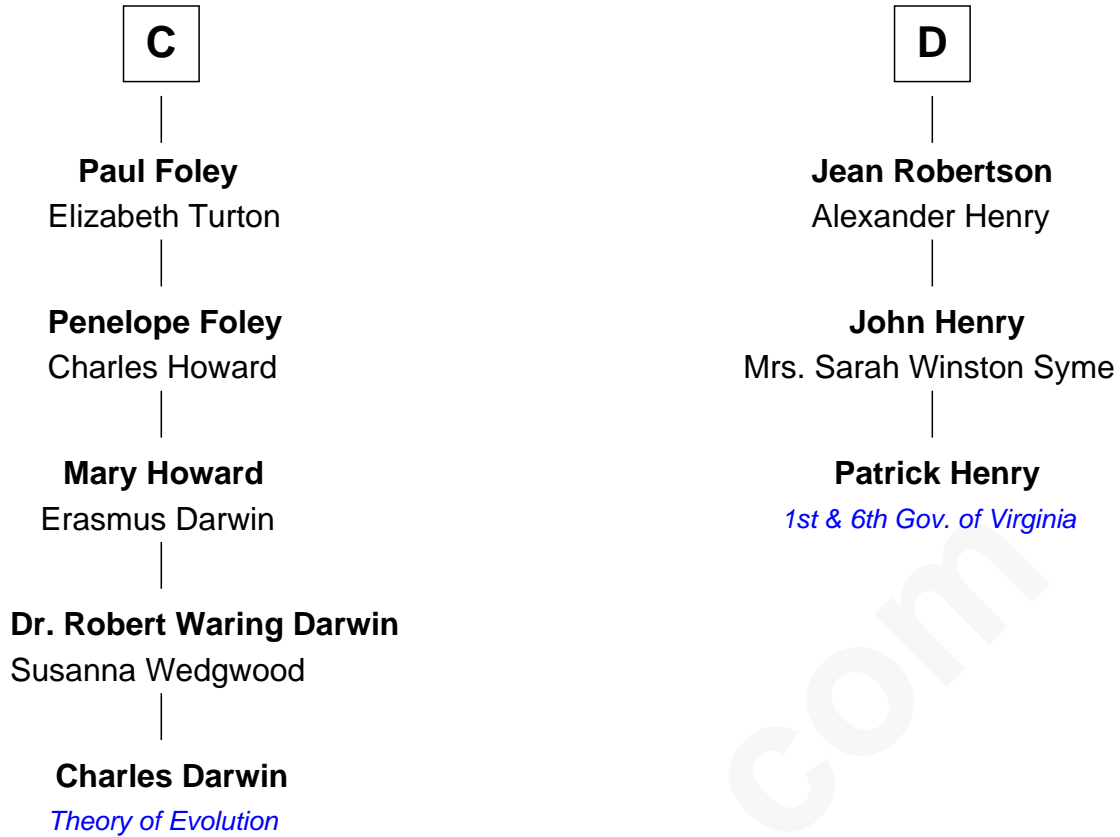 C
Paul Foley
Elizabeth Turton
Penelope Foley
Charles Howard
Mary Howard
Erasmus Darwin
Dr. Robert Waring Darwin
Susanna Wedgwood
Charles Darwin
Theory of Evolution
D
Jean Robertson
Alexander Henry
John Henry
Mrs. Sarah Winston Syme
Patrick Henry
1st & 6th Gov. of Virginia
com